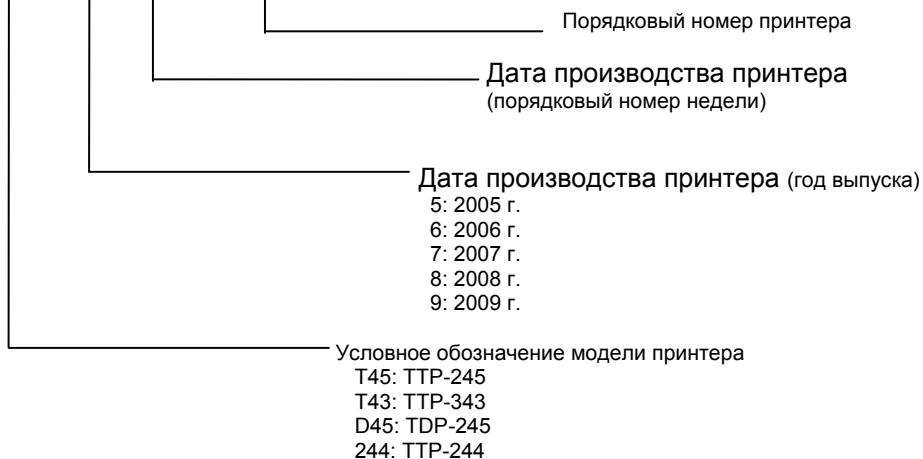 Порядковый номер принтера
Дата производства принтера
(порядковый номер недели)
Дата производства принтера (год выпуска)
5: 2005 г.
6: 2006 г.
7: 2007 г.
8: 2008 г.
9: 2009 г.
Условное обозначение модели принтера
T45: TTP-245
T43: TTP-343
D45: TDP-245
244: TTP-244